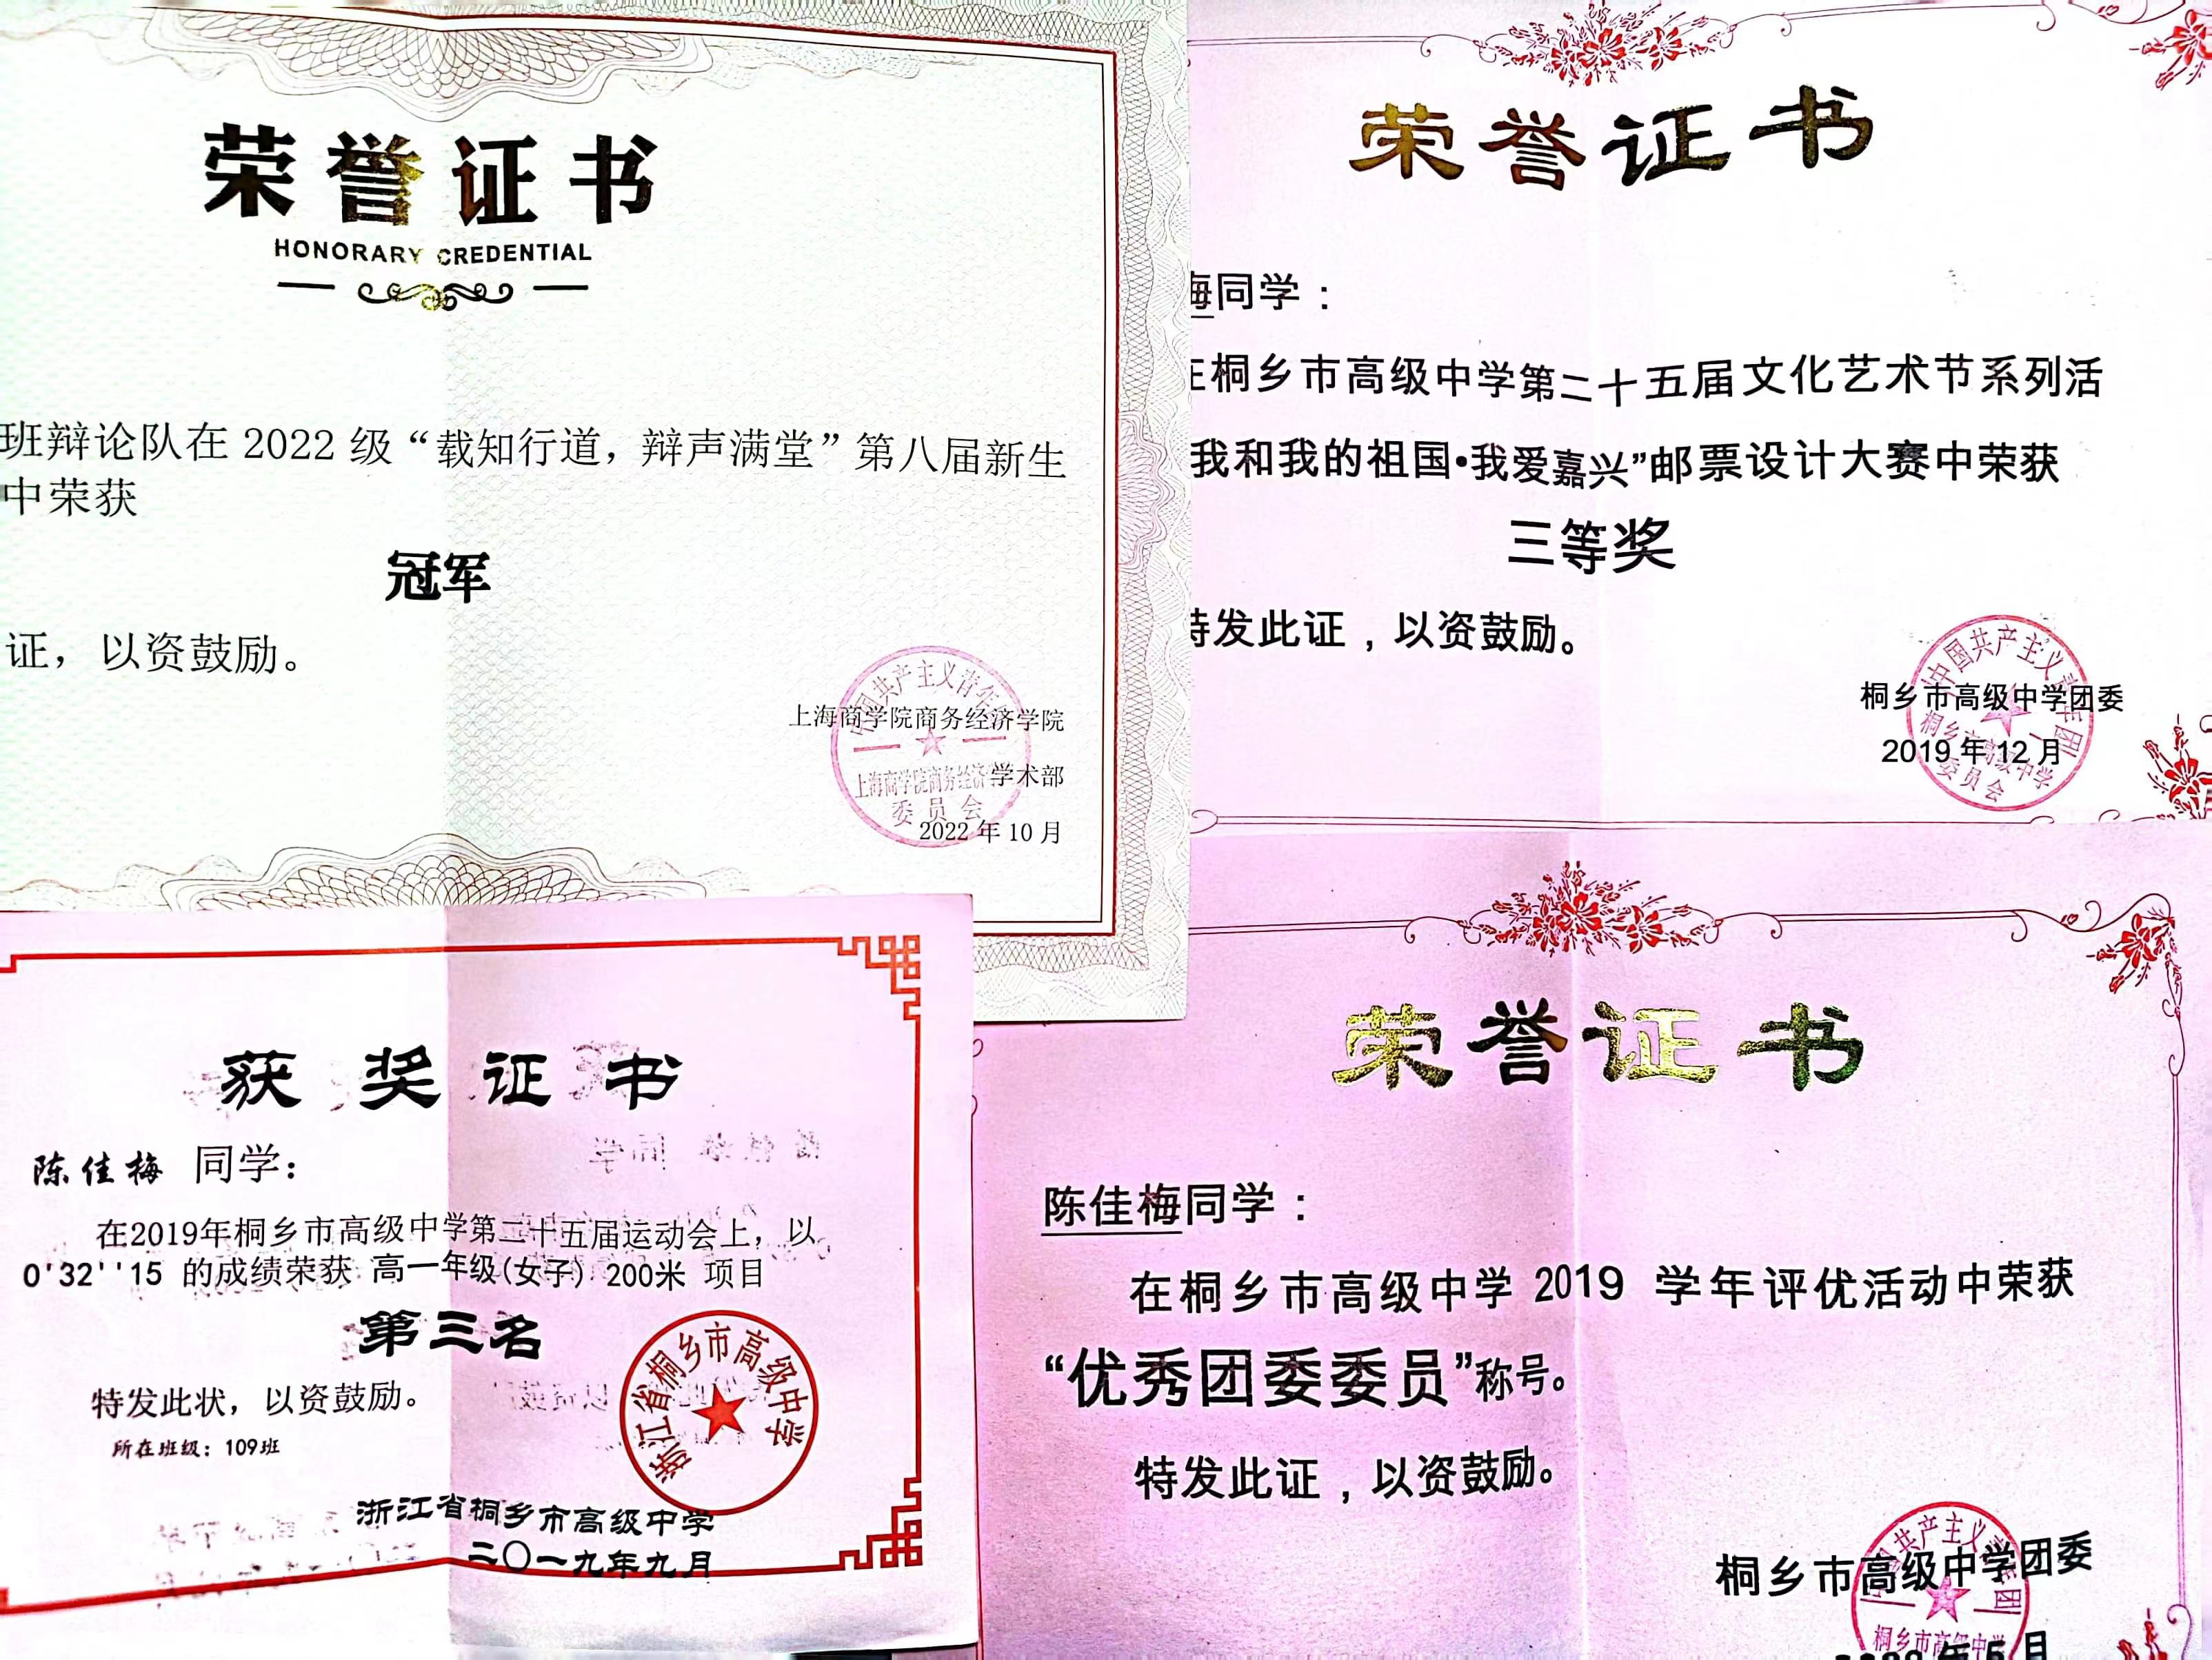 荣誉证书
HONORARY CREDENTIAL
班辩论队在 2022 级“载知行道，辩声满堂”第八届新生
中荣获
冠军
证，以资鼓励。
上海商学院商务经济学院
学术部
2022 年 10 月
上海商学院商务经济
委员会
荣誉证书
梅同学：
在桐乡市高级中学第二十五届文化艺术节系列活
我和我的祖国•我爱嘉兴”邮票设计大赛中荣获
三等奖
特发此证，以资鼓励。
桐乡市高级中学团委
2019 年 12 月
中国共产主义青年团
桐乡市高级中学
委员会
获奖证书
陈佳梅 同学：
在2019年桐乡市高级中学第二十五届运动会上，以
0'32''15 的成绩荣获 高一年级(女子) 200米 项目
第三名
特发此状，以资鼓励。
所在班级：109班
浙江省桐乡市高级中学
浙江省桐乡市高级中学
二〇一九年九月
荣誉证书
陈佳梅同学：
在桐乡市高级中学 2019 学年评优活动中荣获
“优秀团委委员”称号。
特发此证，以资鼓励。
桐乡市高级中学团委
桐乡市高级中学
年 5 月